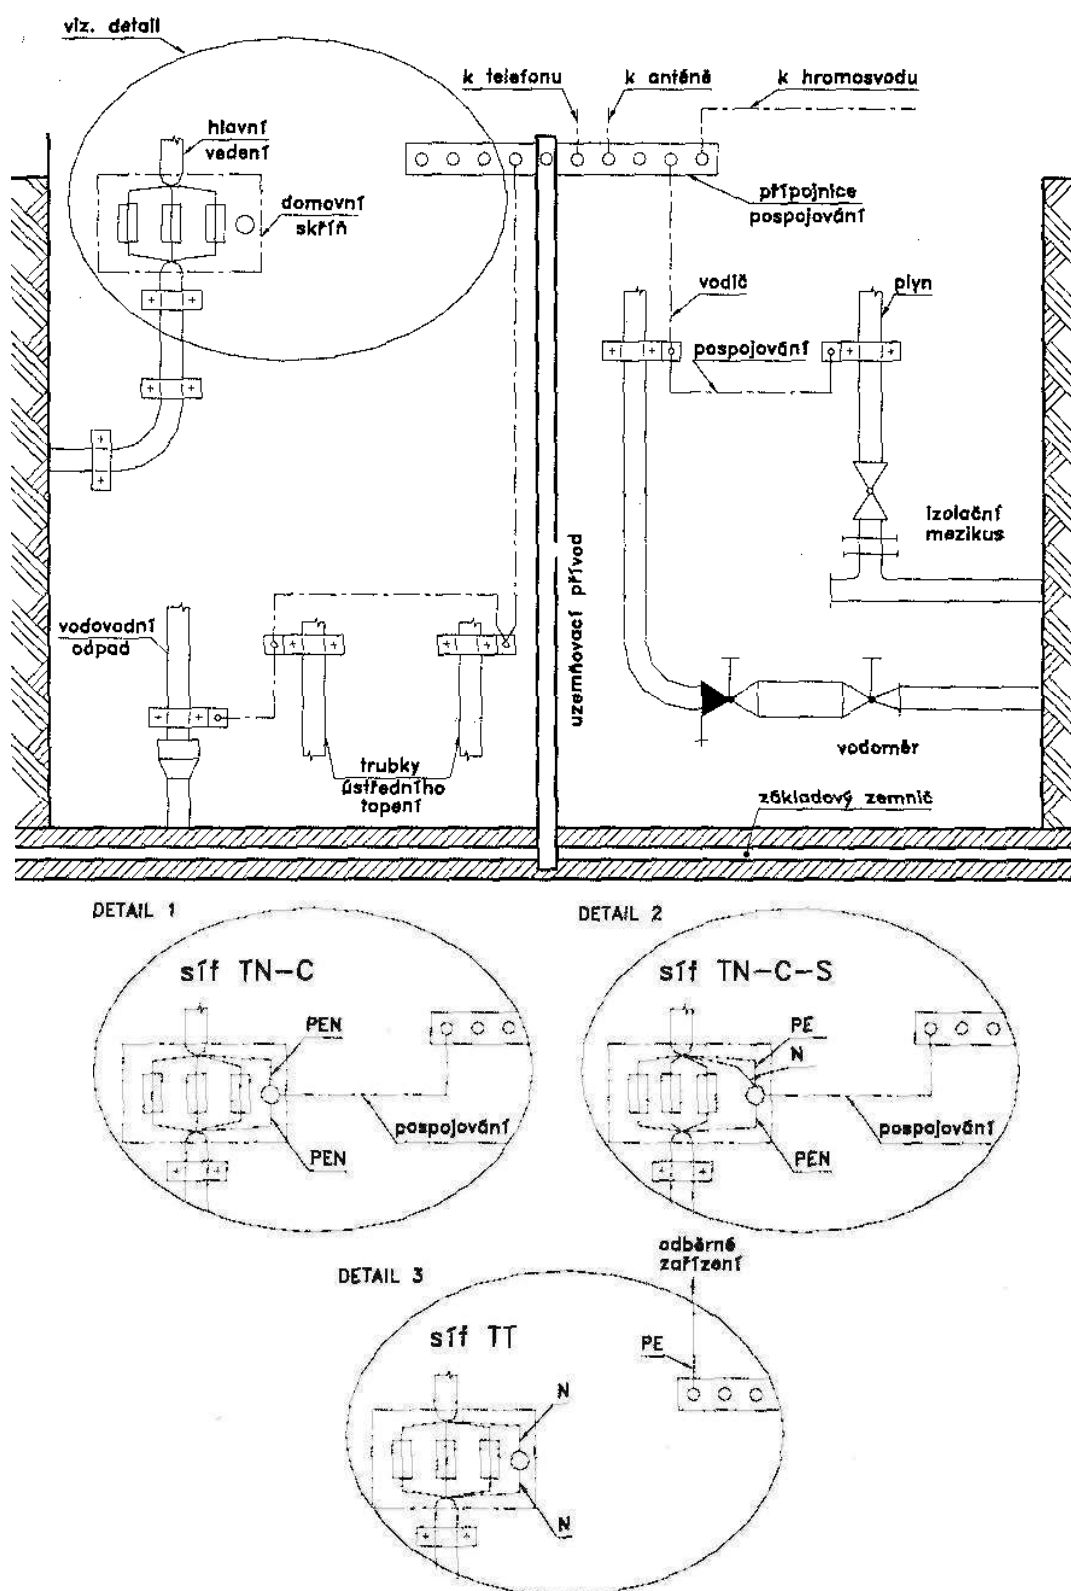 viz. detail
k telefonu
k anténě
k hromosvodu
hlavní
vedení
domovní
skříň
přípojnice
pospojování
vodič
plyn
pospojování
izolační
mezikus
uzemňovací přívod
vodovodní
odpad
trubky
ústředního
topení
vodoměr
základový zemnič
DETAIL 1
síť TN-C
PEN
pospojování
PEN
DETAIL 2
síť TN-C-S
PE
N
pospojování
PEN
DETAIL 3
odběrné
zařízení
síť TT
PE
N
N